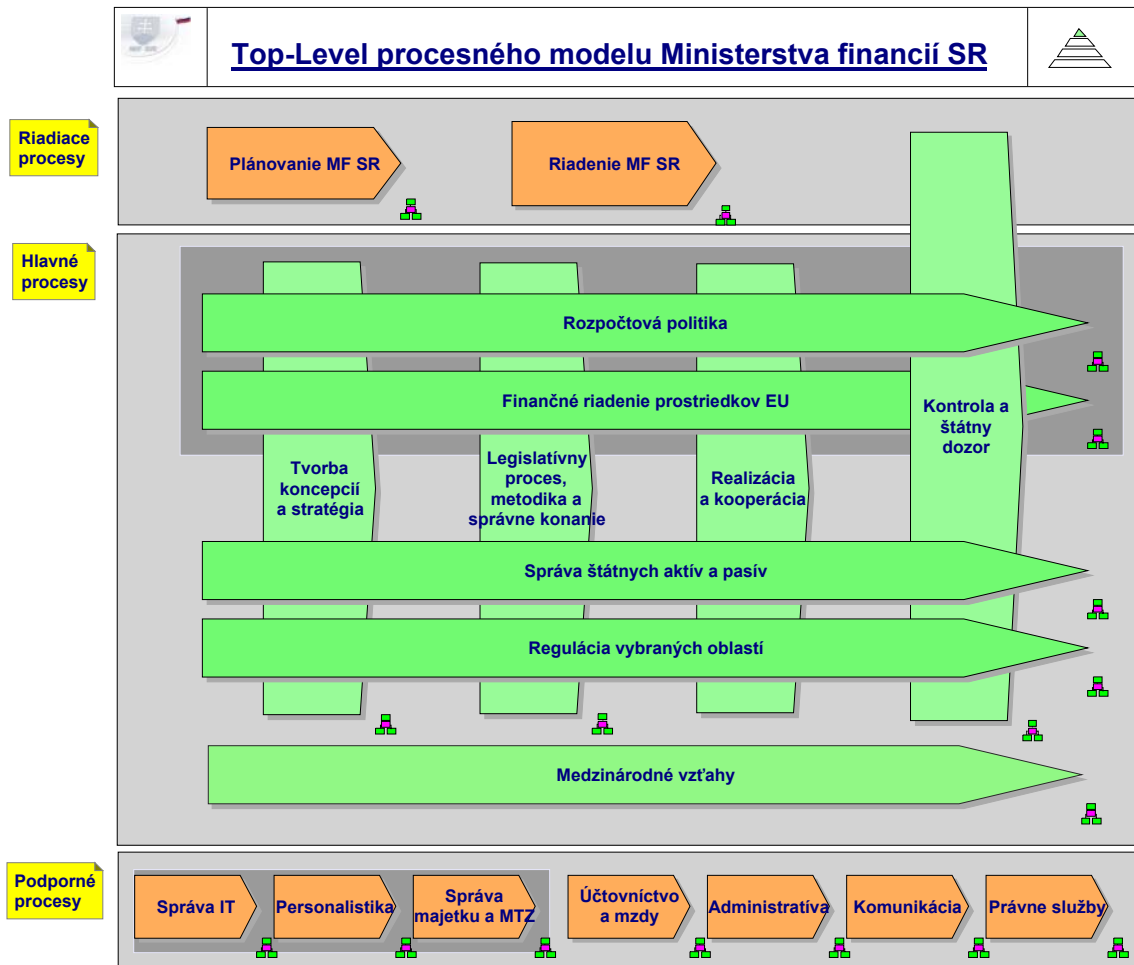 Top-Level procesného modelu Ministerstva financií SR
Riadiace
procesy
Plánovanie MF SR
Riadenie MF SR
Hlavné
procesy
Rozpočtová politika
Finančné riadenie prostriedkov EU
Kontrola a
štátny
dozor
Tvorba
koncepcií
a stratégia
Legislatívny
proces,
metodika a
správne konanie
Realizácia
a kooperácia
Správa štátnych aktív a pasív
Regulácia vybraných oblastí
Medzinárodné vzťahy
Podporné
procesy
Správa IT
Personalistika
Správa
majetku a MTZ
Účtovníctvo
a mzdy
Administratíva
Komunikácia
Právne služby